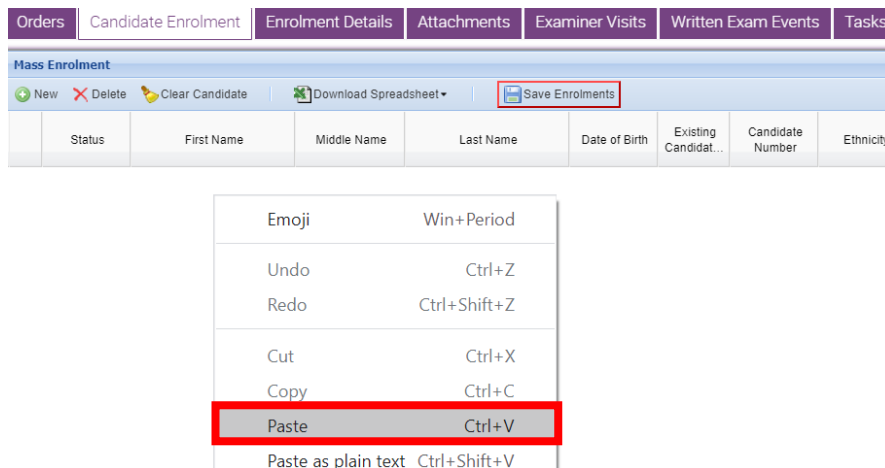 Orders Candidate Enrolment Enrolment Details Attachments Examiner Visits Written Exam Events Tasks
Mass Enrolment
New Delete Clear Candidate Download Spreadsheet Save Enrolments
Status First Name Middle Name Last Name Date of Birth Existing Candidat... Candidate Number Ethnicity
Emoji Win+Period
Undo Ctrl+Z
Redo Ctrl+Shift+Z
Cut Ctrl+X
Copy Ctrl+C
Paste Ctrl+V
Paste as plain text Ctrl+Shift+V